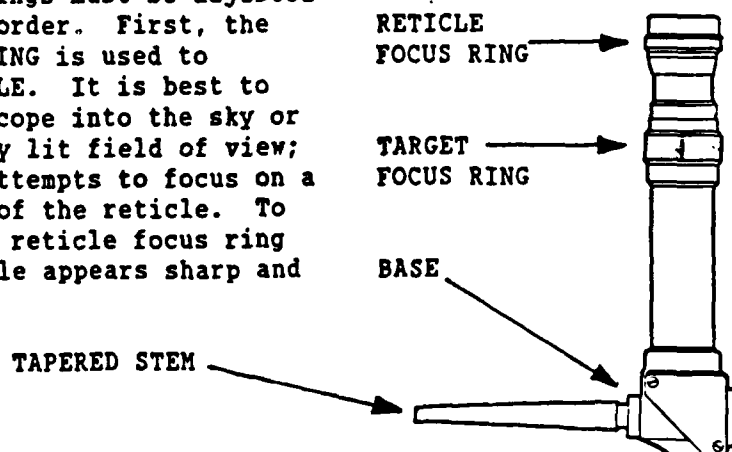 ings must be adjusted
order. First, the
ING is used to
LE. It is best to
cope into the sky or
y lit field of view;
ttempts to focus on a
of the reticle. To
reticle focus ring
le appears sharp and
RETICLE
FOCUS RING
TARGET
FOCUS RING
BASE
TAPERED STEM